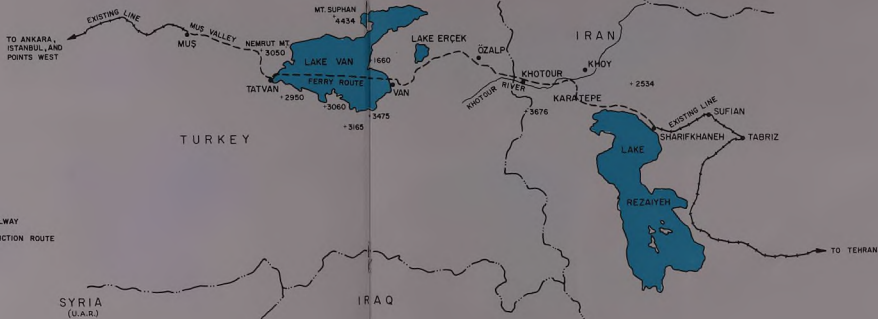 MT. SUPHAN
+4434
EXISTING LINE
MUŞ VALLEY
TO ANKARA,
ISTANBUL, AND
POINTS WEST
MUŞ
NEMRUT MT.
+3050
LAKE VAN
1660
LAKE ERÇEK
ÖZALP
IRAN
KHOY
KHOTOUR
TATVAN
FERRY ROUTE
VAN
KHOTOUR RIVER
KARATEPE
+2534
+2950
+3060
+3475
+3165
+3676
EXISTING LINE
SUFIAN
SHARIFKHANEH
TABRIZ
TURKEY
LAKE
REZAIYEH
LWAY
CTION ROUTE
TO TEHRAN
SYRIA
(U.A.R.)
IRAQ